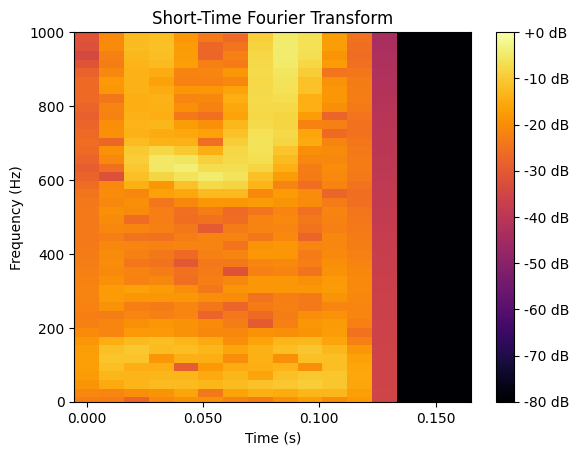 Short-Time Fourier Transform
1000
800
600
400
200
0
Frequency (Hz)
0.000
0.050
0.100
0.150
Time (s)
+0 dB
-10 dB
-20 dB
-30 dB
-40 dB
-50 dB
-60 dB
-70 dB
-80 dB